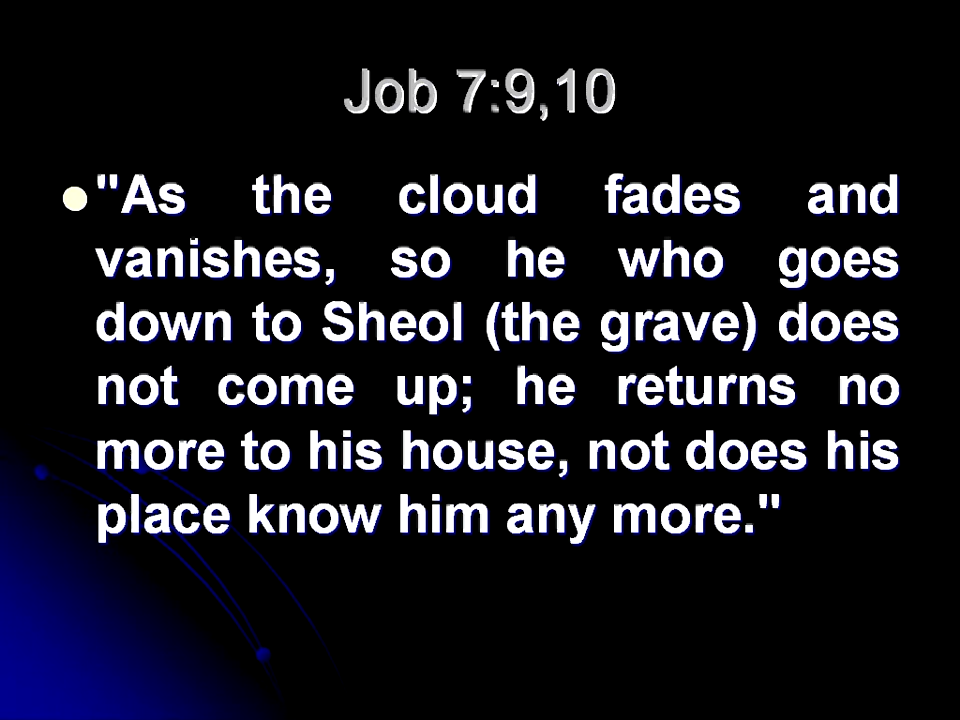 Job 7:9,10
"As the cloud fades and
vanishes, so he who goes
down to Sheol (the grave) does
not come up; he returns no
more to his house, not does his
place know him any more."